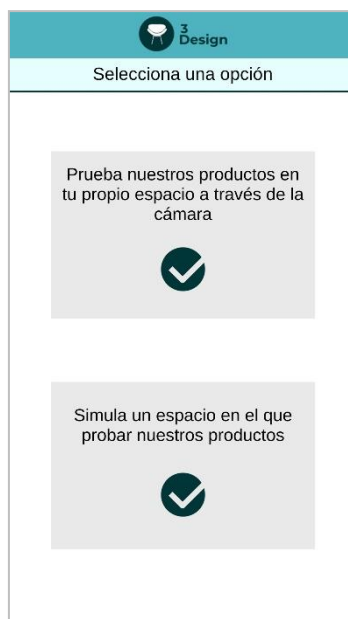 3
Design
Selecciona una opción
Prueba nuestros productos en
tu propio espacio a través de la
cámara
Simula un espacio en el que
probar nuestros productos